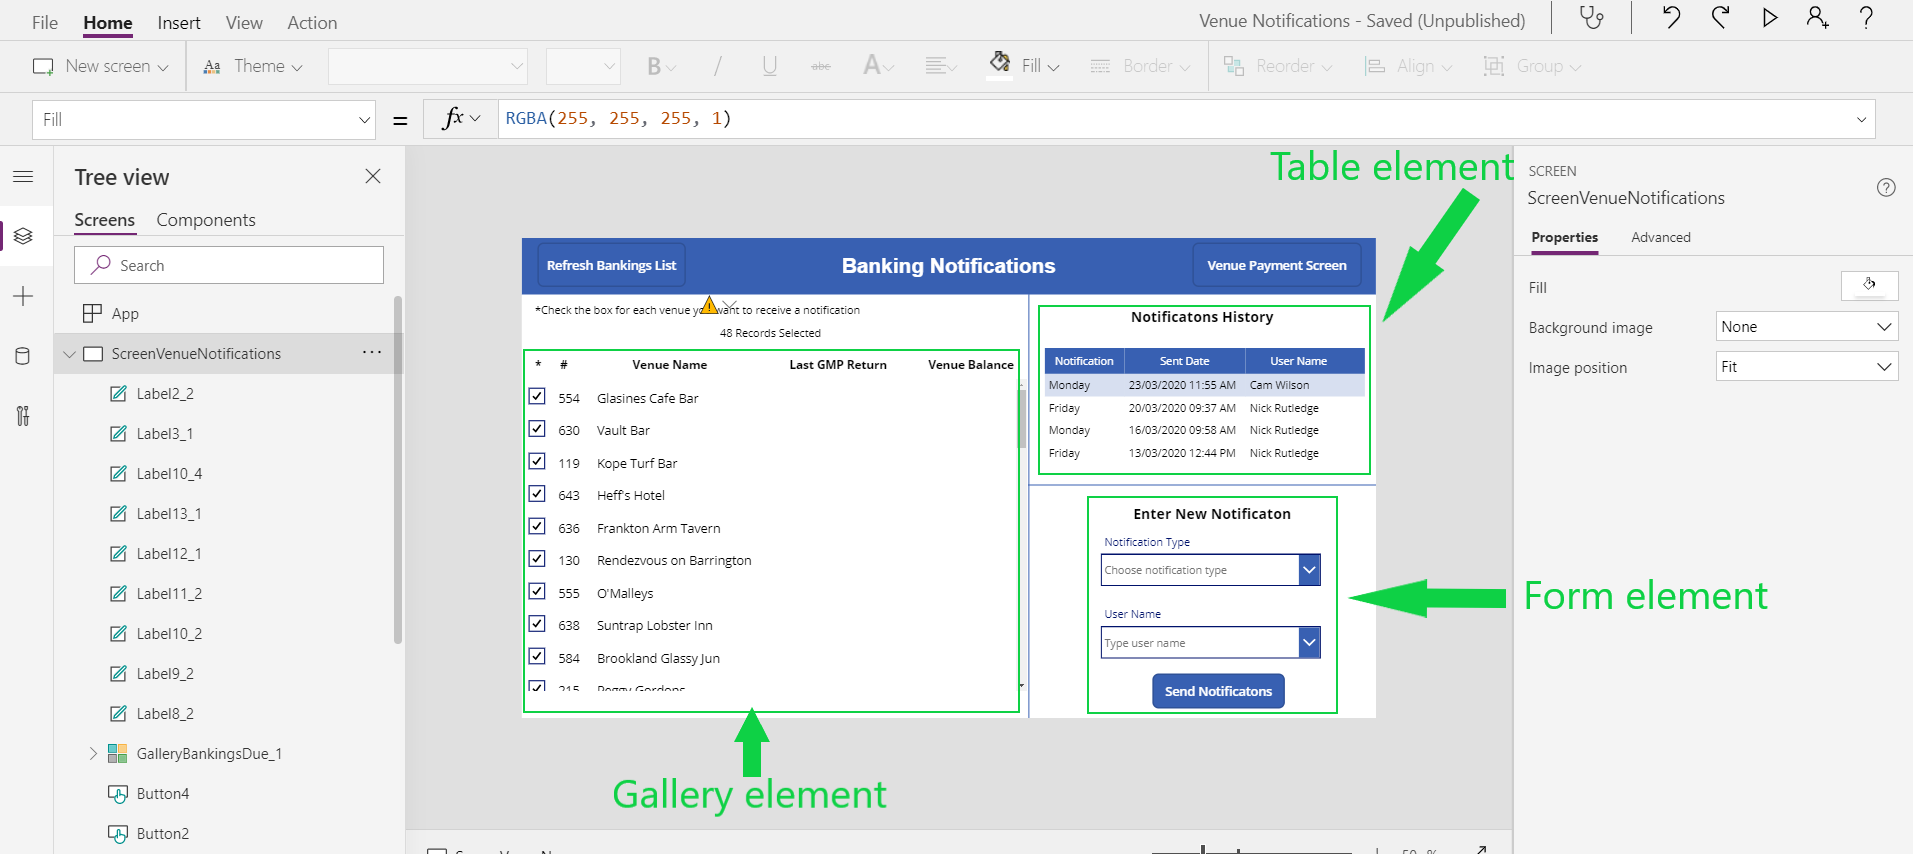 File Home Insert View Action
Venue Notifications - Saved (Unpublished)
New screen Theme B / U abc A Fill Border Reorder Align Group
Fill = fx RGBA(255, 255, 255, 1)
Tree view
Screens Components
Search
App
ScreenVenueNotifications
Label2_2
Label3_1
Label10_4
Label13_1
Label12_1
Label11_2
Label10_2
Label9_2
Label8_2
GalleryBankingsDue_1
Button4
Button2
Table element
Refresh Bankings List Banking Notifications Venue Payment Screen
*Check the box for each venue you want to receive a notification
48 Records Selected
* # Venue Name Last GMP Return Venue Balance
554 Glasines Cafe Bar
630 Vault Bar
119 Kope Turf Bar
643 Heff's Hotel
636 Frankton Arm Tavern
130 Rendezvous on Barrington
555 O'Malleys
638 Suntrap Lobster Inn
584 Brookland Glassy Jun
215 Peggy Gordons
Gallery element
Notificatons History
Notification Sent Date User Name
Monday 23/03/2020 11:55 AM Cam Wilson
Friday 20/03/2020 09:37 AM Nick Rutledge
Monday 16/03/2020 09:58 AM Nick Rutledge
Friday 13/03/2020 12:44 PM Nick Rutledge
Enter New Notificaton
Notification Type
Choose notification type
User Name
Type user name
Send Notificatons
Form element
SCREEN
ScreenVenueNotifications
Properties Advanced
Fill
Background image None
Image position Fit